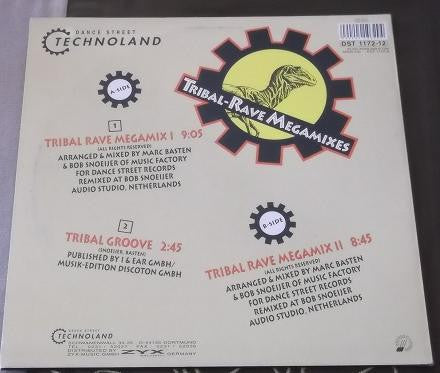 DANCE STREET
TECHNOLAND
DST 1172-12
TRIBAL-RAVE MEGAMIXES
A-SIDE
1
TRIBAL RAVE MEGAMIX I 9:05
(ALL RIGHTS RESERVED)
ARRANGED & MIXED BY MARC BASTEN
& BOB SNOEIJER OF MUSIC FACTORY
FOR DANCE STREET RECORDS
REMIXED AT BOB SNOEIJER
AUDIO STUDIO, NETHERLANDS
2
TRIBAL GROOVE 2:45
(SNOEIJER, BASTEN)
PUBLISHED BY I & EAR GMBH/
MUSIK-EDITION DISCOTON GMBH
B-SIDE
TRIBAL RAVE MEGAMIX II 8:45
(ALL RIGHTS RESERVED)
ARRANGED & MIXED BY MARC BASTEN
& BOB SNOEIJER OF MUSIC FACTORY
FOR DANCE STREET RECORDS
REMIXED AT BOB SNOEIJER
AUDIO STUDIO, NETHERLANDS
DANCE STREET
TECHNOLAND
DORTMUND
DISTRIBUTED BY
ZYX-MUSIC GMBH
ZYX
GERMANY